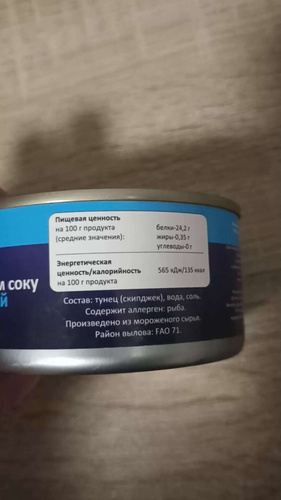 Пищевая ценность
на 100 г продукта белки-24,2 г
(средние значения): жиры-0,35 г
углеводы-0 г
Энергетическая
ценность/калорийность 565 кДж/135 ккал
на 100 г продукта
м соку
й
Состав: тунец (скипджек), вода, соль.
Содержит аллерген: рыба.
Произведено из мороженого сырья.
Район вылова: FAO 71.